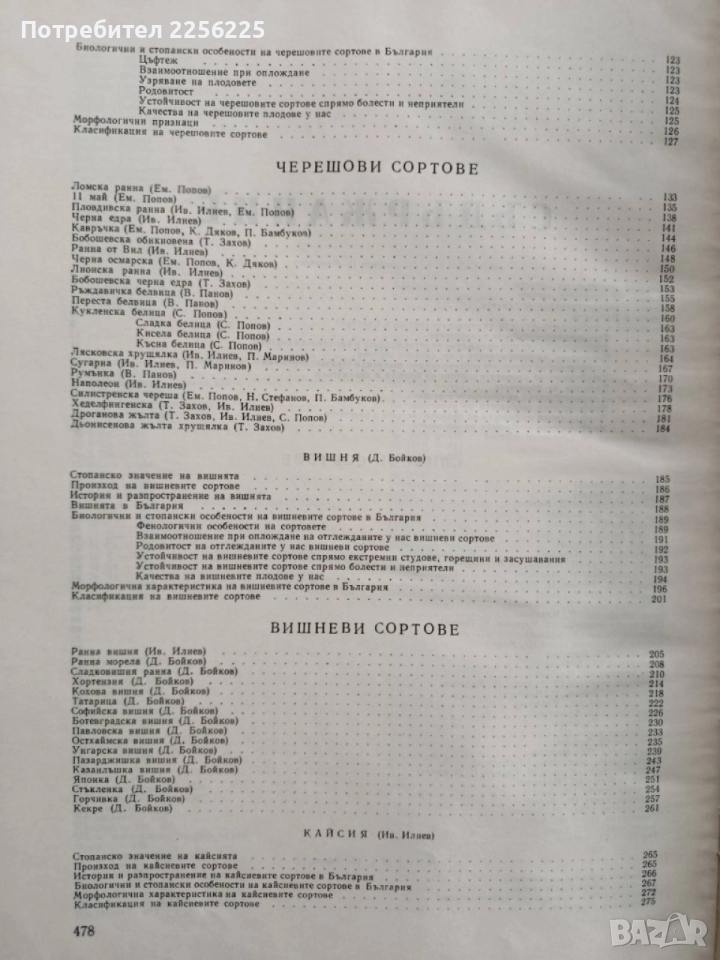 Потребител 2256225
Биологични и стопански особености на черешовите сортове в България
Цъфтеж 123
Взаимоотношение при оплождане 123
Узряване на плодовете 123
Родовитост 123
Устойчивост на черешовите сортове спрямо болести и неприятели 124
Качества на черешовите плодове у нас 125
Морфологични признаци 125
Класификация на черешовите сортове 126
127
ЧЕРЕШОВИ СОРТОВЕ
Ломска ранна (Ем. Попов) 133
11 май (Ем. Попов) 135
Пловдивска ранна (Ив. Илиев, Ем. Попов) 138
Черна едра (Ив. Илиев) 141
Кавръчка (Ем. Попов, К. Дяков, П. Бамбуков) 144
Бобошевска обикновена (Т. Захов) 146
Ранна от Вил (Ив. Илиев) 148
Черна осмарска (Ем. Попов, К. Дяков) 150
Лионска ранна (Ив. Илиев) 152
Бобошевска черна едра (Т. Захов) 153
Ръждавичка белвица (В. Панов) 155
Переста белвица (В. Панов) 158
Кукленска белица (С. Попов) 160
Сладка белица (С. Попов) 163
Кисела белица (С. Попов) 163
Късна белица (С. Попов) 163
Лясковска хрущялка (Ив. Илиев, П. Маринов) 164
Сугарна (Ив. Илиев, П. Маринов) 167
Румънка (В. Панов) 170
Наполеон (Ив. Илиев) 173
Силистренска череша (Ем. Попов, Н. Стефанов, П. Бамбуков) 176
Хеделфингенска (Т. Захов, Ив. Илиев) 178
Дроганова жълта (Т. Захов, Ив. Илиев, С. Попов) 181
Дьонисенова жълта хрущялка (Т. Захов) 184
ВИШНЯ (Д. Бойков)
Стопанско значение на вишнята 185
Произход на вишневите сортове 186
История и разпространение на вишнята 187
Вишнята в България 188
Биологични и стопански особености на вишневите сортове в България 189
Фенологични особености на сортовете 189
Взаимоотношение при оплождане на отглежданите у нас вишневи сортове 191
Родовитост на отглежданите у нас вишневи сортове 192
Устойчивост на вишневите сортове спрямо екстремни студове, горещини и засушавания 193
Устойчивост на вишневите сортове спрямо болести и неприятели 193
Качества на вишневите плодове у нас 194
Морфологична характеристика на вишневите сортове в България 196
Класификация на вишневите сортове 201
ВИШНЕВИ СОРТОВЕ
Ранна вишня (Ив. Илиев) 205
Ранна морела (Д. Бойков) 208
Сладковишня ранна (Д. Бойков) 210
Хортензия (Д. Бойков) 214
Кохова вишня (Д. Бойков) 218
Татарица (Д. Бойков) 222
Софийска вишня (Д. Бойков) 226
Ботевградска вишня (Д. Бойков) 230
Павловска вишня (Д. Бойков) 233
Остхаймска вишня (Д. Бойков) 235
Унгарска вишня (Д. Бойков) 239
Пазарджишка вишня (Д. Бойков) 243
Казанлъшка вишня (Д. Бойков) 247
Японка (Д. Бойков) 251
Стъкленка (Д. Бойков) 254
Горчивка (Д. Бойков) 257
Кекре (Д. Бойков) 261
КАЙСИЯ (Ив. Илиев)
Стопанско значение на кайсията 265
Произход на кайсиевите сортове 265
История и разпространение на кайсиевите сортове в България 266
Биологични и стопански особености на кайсиевите сортове в България 267
Морфологична характеристика на кайсиевите сортове 272
Класификация на кайсиевите сортове 275
478
BAZAR